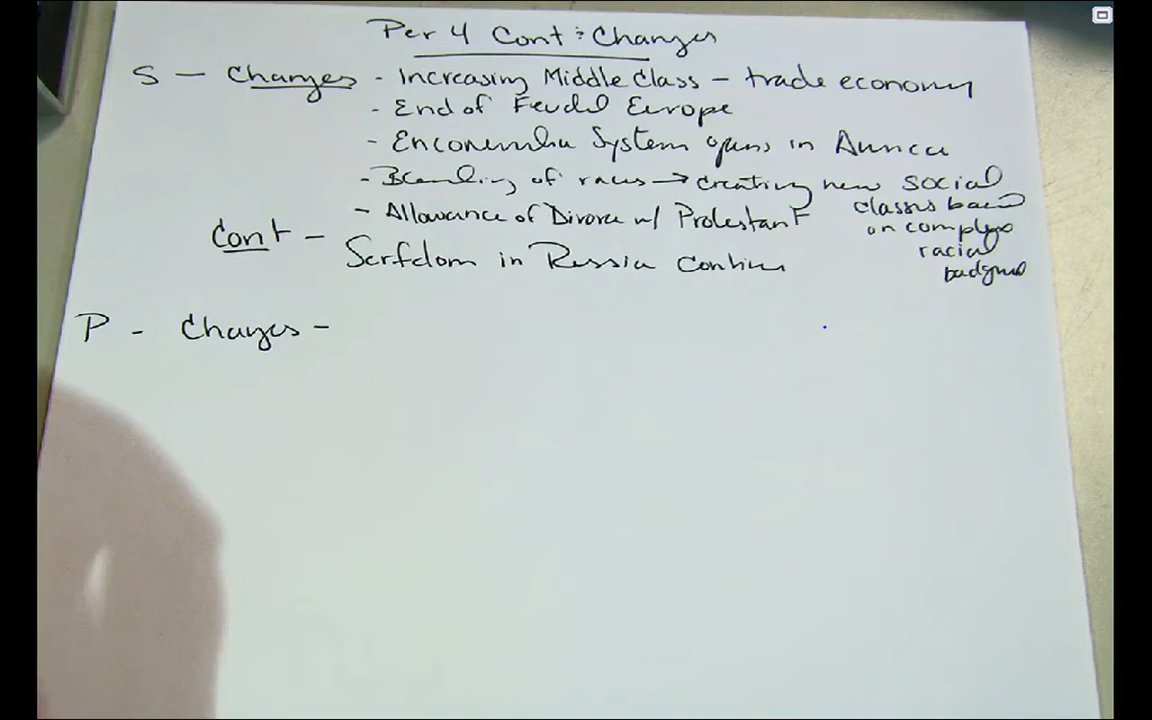 Per 4 Cont + Changes
S - Changes - Increasing Middle Class - trade economy
- End of Feudal Europe
- Encomienda System opens in America
- Blending of races → creating new social
classes based
on complex
racial
- Allowance of Divorce w/ Protestant
Cont - Serfdom in Russia continues
P - Changes -